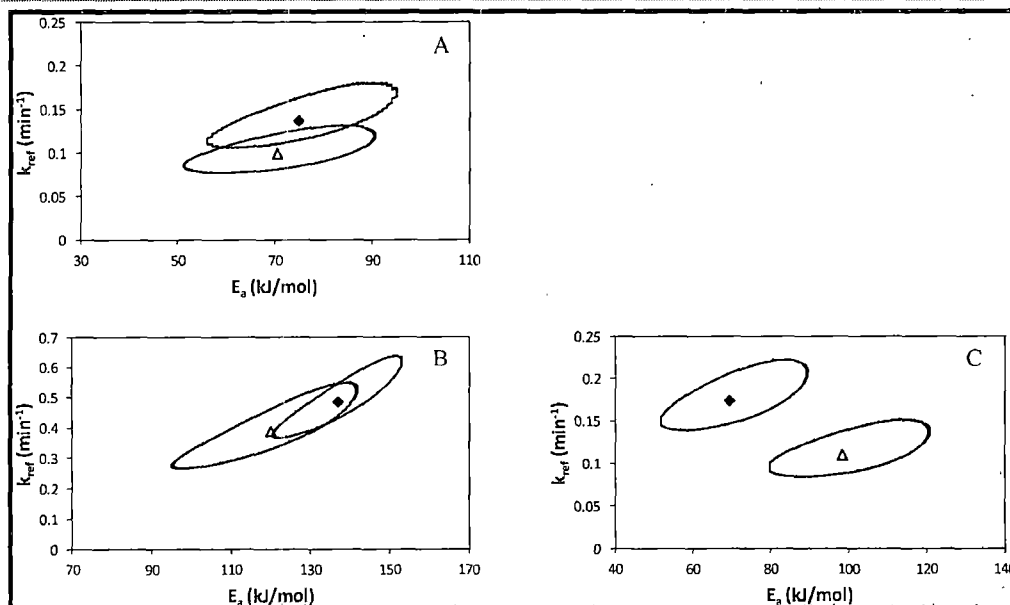 A
0.25
0.2
0.15
0.1
0.05
0
k_ref (min⁻¹)
30 50 70 90 110
E_a (kJ/mol)
B
0.7
0.6
0.5
0.4
0.3
0.2
0.1
0
k_ref (min⁻¹)
70 90 110 130 150 170
E_a (kJ/mol)
C
0.25
0.2
0.15
0.1
0.05
0
k_ref (min⁻¹)
40 60 80 100 120 140
E_a (kJ/mol)